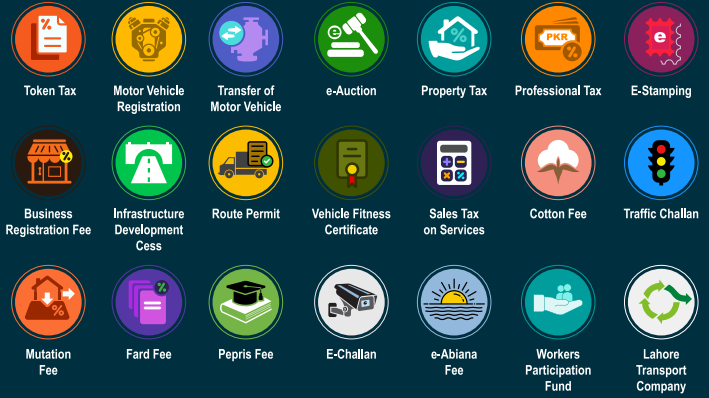 %
PKR
%
e
%
Token Tax
Motor Vehicle
Registration
Transfer of
Motor Vehicle
e-Auction
Property Tax
Professional Tax
E-Stamping
%
Business
Registration Fee
Infrastructure
Development
Cess
Route Permit
Vehicle Fitness
Certificate
Sales Tax
on Services
Cotton Fee
Traffic Challan
%
%
Mutation
Fee
Fard Fee
Pepris Fee
E-Challan
e-Abiana
Fee
Workers
Participation
Fund
Lahore
Transport
Company